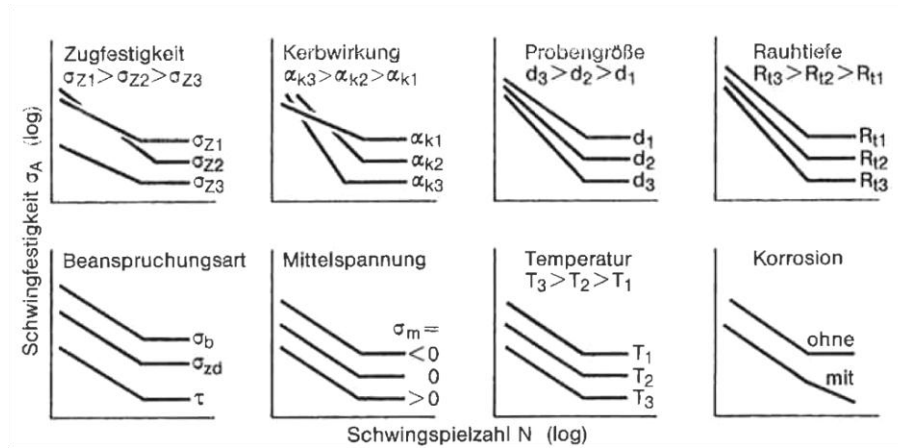 Schwingfestigkeit σA (log)
Zugfestigkeit
σZ1>σZ2>σZ3
σZ1
σZ2
σZ3
Kerbwirkung
αk3>αk2>αk1
αk1
αk2
αk3
Probengröße
d3>d2>d1
d1
d2
d3
Rauhtiefe
Rt3>Rt2>Rt1
Rt1
Rt2
Rt3
Beanspruchungsart
σb
σzd
τ
Mittelspannung
σm=
<0
0
>0
Temperatur
T3>T2>T1
T1
T2
T3
Korrosion
ohne
mit
Schwingspielzahl N (log)